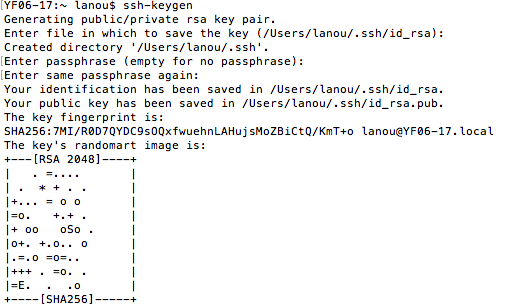 YF06-17:~ lanou$ ssh-keygen
Generating public/private rsa key pair.
Enter file in which to save the key (/Users/lanou/.ssh/id_rsa):
Created directory '/Users/lanou/.ssh'.
Enter passphrase (empty for no passphrase):
Enter same passphrase again:
Your identification has been saved in /Users/lanou/.ssh/id_rsa.
Your public key has been saved in /Users/lanou/.ssh/id_rsa.pub.
The key fingerprint is:
SHA256:7MI/R0D7QYDC9sOQxfwuehnLAHujsMoZBiCtQ/KmT+o lanou@YF06-17.local
The key's randomart image is:
+---[RSA 2048]----+
|   . =....       |
| .  * + . .      |
|+... = o o       |
|=o.   +.+ .      |
|+ oo   oSo .     |
|o+. +.o.. o      |
|.=.o =o=..       |
|+++ . =o. .      |
|=E.  .  .o       |
+----[SHA256]-----+